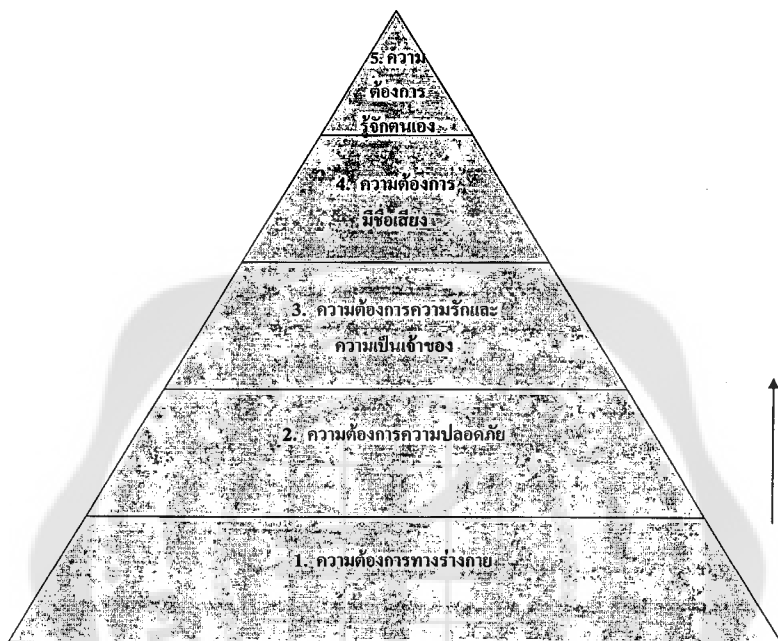 5. ความ
ต้องการ
รู้จักตนเอง
4. ความต้องการ
มีชื่อเสียง
3. ความต้องการความรักและ
ความเป็นเจ้าของ
2. ความต้องการความปลอดภัย
1. ความต้องการทางร่างกาย